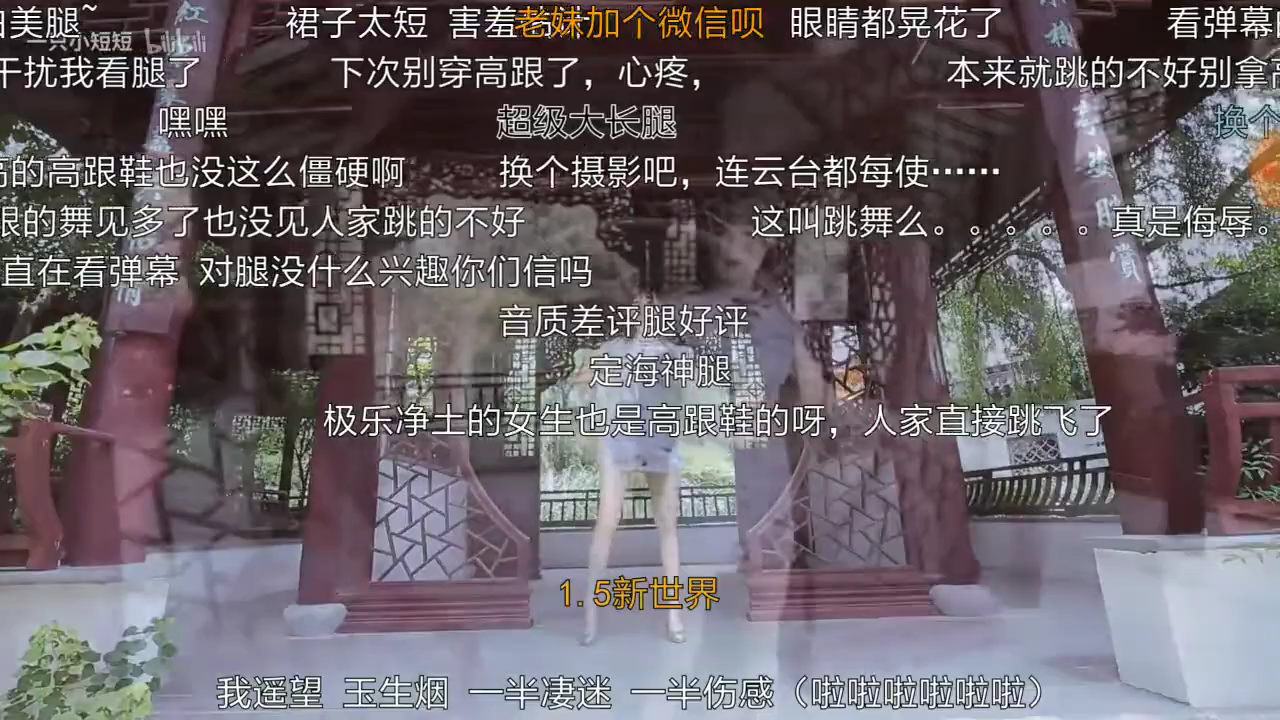 白美腿~ 裙子太短 害羞 老妹加个微信呗 眼睛都晃花了 看弹幕
一只小短短 bilibili
干扰我看腿了 下次别穿高跟了，心疼， 本来就跳的不好别拿高
嘿嘿 超级大长腿 换个
高的高跟鞋也没这么僵硬啊 换个摄影吧，连云台都每使……
跟的舞见多了也没见人家跳的不好 这叫跳舞么。。。。。真是侮辱。
直在看弹幕 对腿没什么兴趣你们信吗
音质差评腿好评
定海神腿
极乐净土的女生也是高跟鞋的呀，人家直接跳飞了
1.5新世界
我遥望 玉生烟 一半凄迷 一半伤感（啦啦啦啦啦啦）